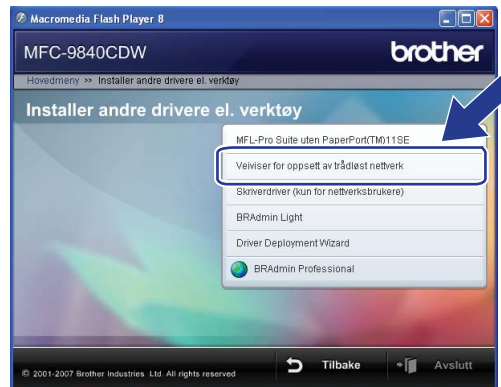 Macromedia Flash Player 8
MFC-9840CDW
brother
Hovedmeny >> Installer andre drivere el. verktøy
Installer andre drivere el. verktøy
MFL-Pro Suite uten PaperPort(TM)11SE
Veiviser for oppsett av trådløst nettverk
Skriverdriver (kun for nettverksbrukere)
BRAdmin Light
Driver Deployment Wizard
BRAdmin Professional
© 2001-2007 Brother Industries Ltd. All rights reserved
Tilbake
Avslutt